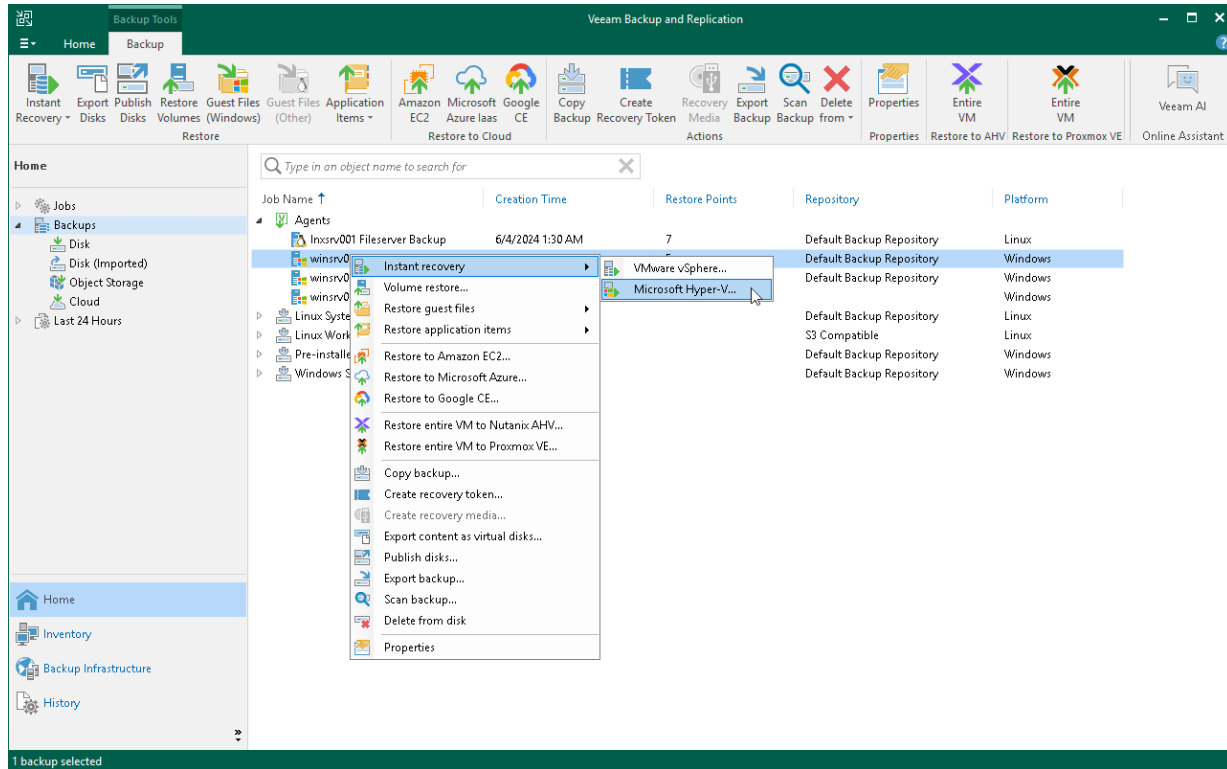 Backup Tools
Veeam Backup and Replication
Home Backup
Instant Recovery
Export Disks
Publish Disks
Restore Volumes
Guest Files (Windows)
Guest Files (Other)
Application Items
Amazon EC2
Microsoft Azure Iaas
Google CE
Copy Backup
Create Recovery Token
Recovery Media
Export Backup
Scan Backup
Delete from
Properties
Entire VM
Entire VM
Veeam AI
Restore
Restore to Cloud
Actions
Properties
Restore to AHV
Restore to Proxmox VE
Online Assistant
Home
Jobs
Backups
Disk
Disk (Imported)
Object Storage
Cloud
Last 24 Hours
Home
Inventory
Backup Infrastructure
History
Type in an object name to search for
Job Name Creation Time Restore Points Repository Platform
Agents
lnxsrv001 Fileserver Backup 6/4/2024 1:30 AM 7 Default Backup Repository Linux
winsrv0 Default Backup Repository Windows
winsrv0 Default Backup Repository Windows
winsrv0 Windows
Linux Syste Default Backup Repository Linux
Linux Work S3 Compatible Linux
Pre-installe Default Backup Repository Windows
Windows S Default Backup Repository Windows
Instant recovery
Volume restore...
Restore guest files
Restore application items
Restore to Amazon EC2...
Restore to Microsoft Azure...
Restore to Google CE...
Restore entire VM to Nutanix AHV...
Restore entire VM to Proxmox VE...
Copy backup...
Create recovery token...
Create recovery media...
Export content as virtual disks...
Publish disks...
Export backup...
Scan backup...
Delete from disk
Properties
VMware vSphere...
Microsoft Hyper-V...
1 backup selected